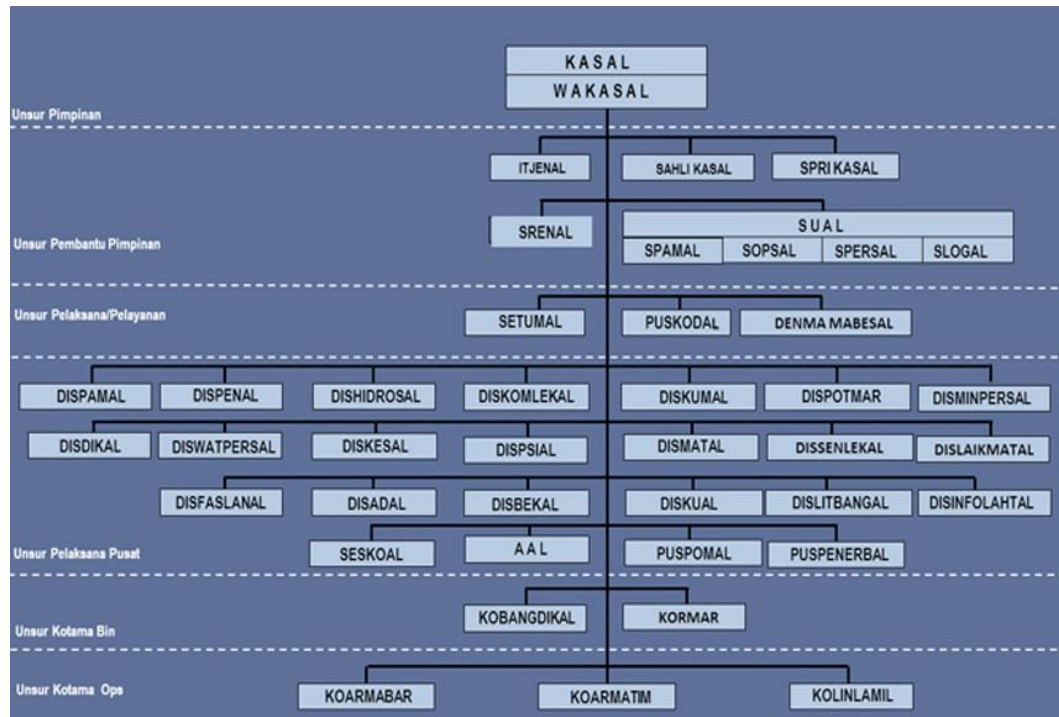 KASAL
WAKASAL
Unsur Pimpinan
ITJENAL
SAHLI KASAL
SPRI KASAL
SRENAL
SUAL
SPAMAL
SOPSAL
SPERSAL
SLOGAL
Unsur Pembantu Pimpinan
Unsur Pelaksana/Pelayanan
SETUMAL
PUSKODAL
DENMA MABESAL
DISPAMAL
DISPENAL
DISHIDROSAL
DISKOMLEKAL
DISKUMAL
DISPOTMAR
DISMINPERSAL
DISDIKAL
DISWATPERSAL
DISKESAL
DISPSIAL
DISMATAL
DISSENLEKAL
DISLAIKMATAL
DISFASLANAL
DISADAL
DISBEKAL
DISKUAL
DISLITBANGAL
DISINFOLAHTAL
Unsur Pelaksana Pusat
SESKOAL
AAL
PUSPOMAL
PUSPENERBAL
KOBANGDIKAL
KORMAR
Unsur Kotama Bin
Unsur Kotama Ops
KOARMABAR
KOARMATIM
KOLINLAMIL